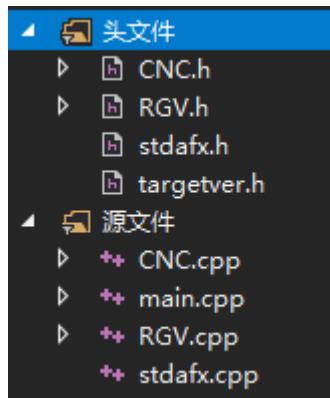 头文件
CNC.h
RGV.h
stdafx.h
targetver.h
源文件
CNC.cpp
main.cpp
RGV.cpp
stdafx.cpp